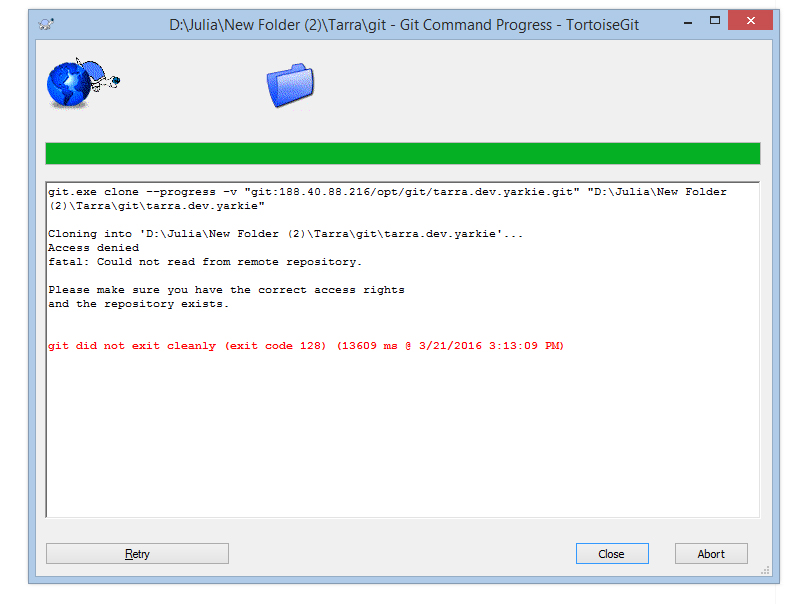 D:\Julia\New Folder (2)\Tarra\git - Git Command Progress - TortoiseGit
git.exe clone --progress -v "git:188.40.88.216/opt/git/tarra.dev.yarkie.git" "D:\Julia\New Folder
(2)\Tarra\git\tarra.dev.yarkie"
Cloning into 'D:\Julia\New Folder (2)\Tarra\git\tarra.dev.yarkie'...
Access denied
fatal: Could not read from remote repository.
Please make sure you have the correct access rights
and the repository exists.
git did not exit cleanly (exit code 128) (13609 ms @ 3/21/2016 3:13:09 PM)
Retry
Close
Abort